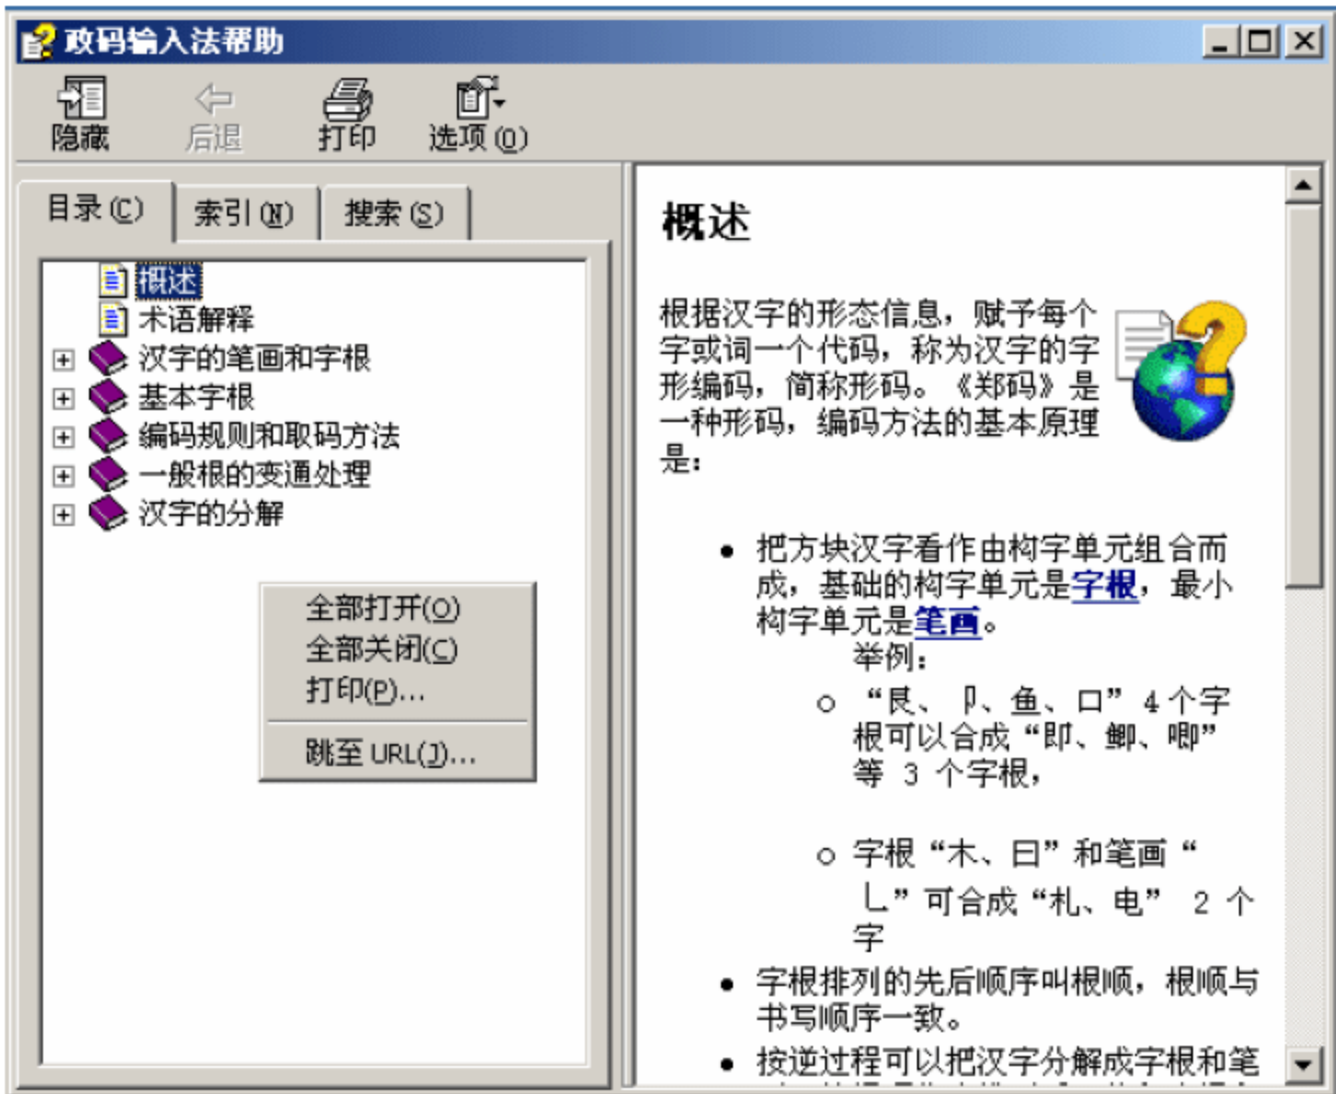 政码输入法帮助
隐藏
后退
打印
选项(O)
目录(C)
索引(N)
搜索(S)
概述
术语解释
汉字的笔画和字根
基本字根
编码规则和取码方法
一般根的变通处理
汉字的分解
全部打开(O)
全部关闭(C)
打印(P)...
跳至 URL(J)...
概述
根据汉字的形态信息，赋予每个
字或词一个代码，称为汉字的字
形编码，简称形码。《郑码》是
一种形码，编码方法的基本原理
是：
把方块汉字看作由构字单元组合而
成，基础的构字单元是字根，最小
构字单元是笔画。
举例：
“艮、卩、鱼、口” 4 个字
根可以合成“即、鲫、唧”
等 3 个字根，
字根“木、曰”和笔画“
乚”可合成“札、电” 2 个
字
字根排列的先后顺序叫根顺，根顺与
书写顺序一致。
按逆过程可以把汉字分解成字根和笔